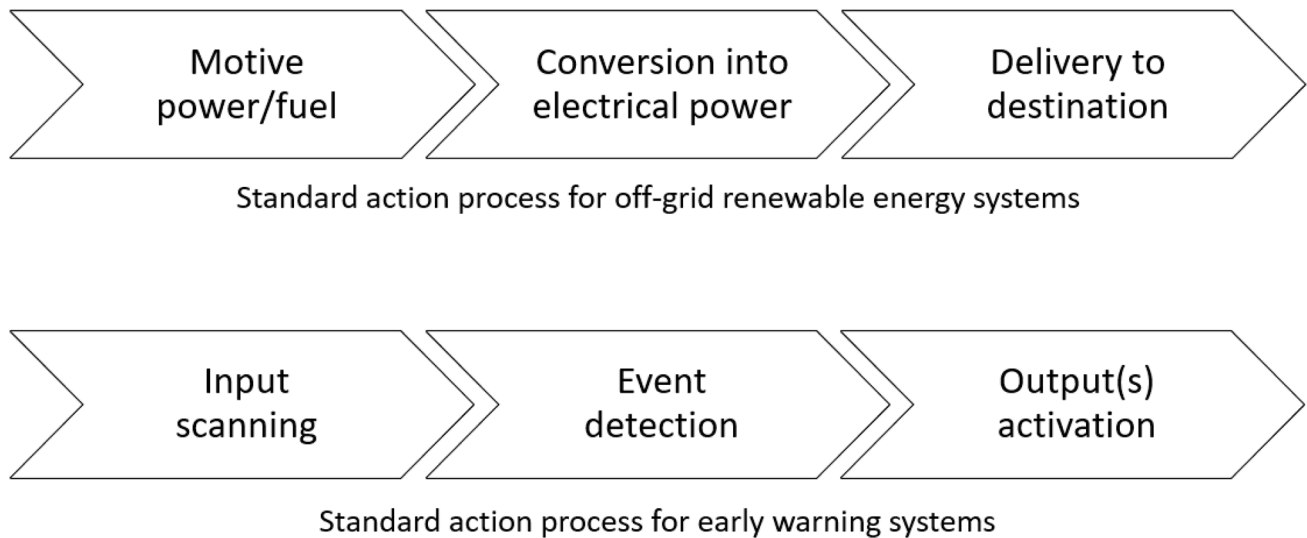 Motive
power/fuel
Conversion into
electrical power
Delivery to
destination
Standard action process for off-grid renewable energy systems
Input
scanning
Event
detection
Output(s)
activation
Standard action process for early warning systems